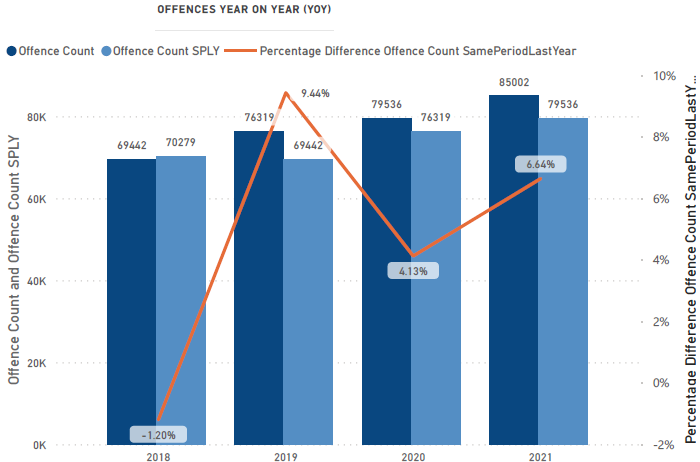 OFFENCES YEAR ON YEAR (YOY)
Offence Count Offence Count SPLY Percentage Difference Offence Count SamePeriodLastYear
Offence Count and Offence Count SPLY
80K
60K
40K
20K
0K
69442 70279
76319 69442
79536 76319
85002 79536
-1.20%
9.44%
4.13%
6.64%
2018 2019 2020 2021
10%
8%
6%
4%
2%
0%
-2%
Percentage Difference Offence Count SamePeriodLastY...